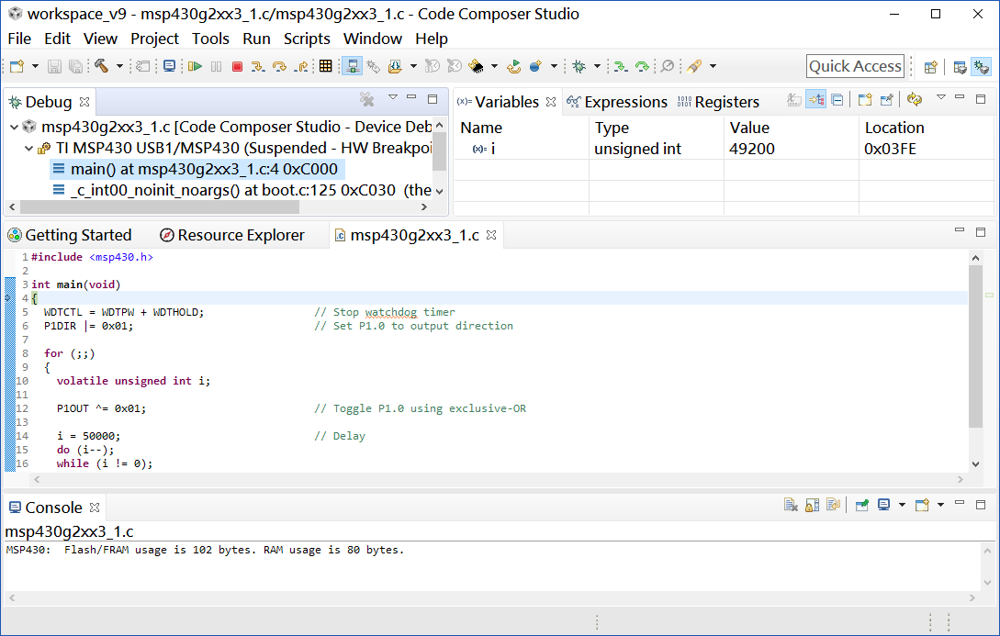 workspace_v9 - msp430g2xx3_1.c/msp430g2xx3_1.c - Code Composer Studio
File Edit View Project Tools Run Scripts Window Help
Quick Access
Debug
msp430g2xx3_1.c [Code Composer Studio - Device Deb
TI MSP430 USB1/MSP430 (Suspended - HW Breakpoi
main() at msp430g2xx3_1.c:4 0xC000
_c_int00_noinit_noargs() at boot.c:125 0xC030 (the
(x)= Variables Expressions 1010 0101 Registers
Name Type Value Location
(x)= i unsigned int 49200 0x03FE
Getting Started Resource Explorer msp430g2xx3_1.c
1 #include <msp430.h>
2
3 int main(void)
4 {
5 WDTCTL = WDTPW + WDTHOLD; // Stop watchdog timer
6 P1DIR |= 0x01; // Set P1.0 to output direction
7
8 for (;;)
9 {
10 volatile unsigned int i;
11
12 P1OUT ^= 0x01; // Toggle P1.0 using exclusive-OR
13
14 i = 50000; // Delay
15 do (i--);
16 while (i != 0);
Console
msp430g2xx3_1.c
MSP430: Flash/FRAM usage is 102 bytes. RAM usage is 80 bytes.